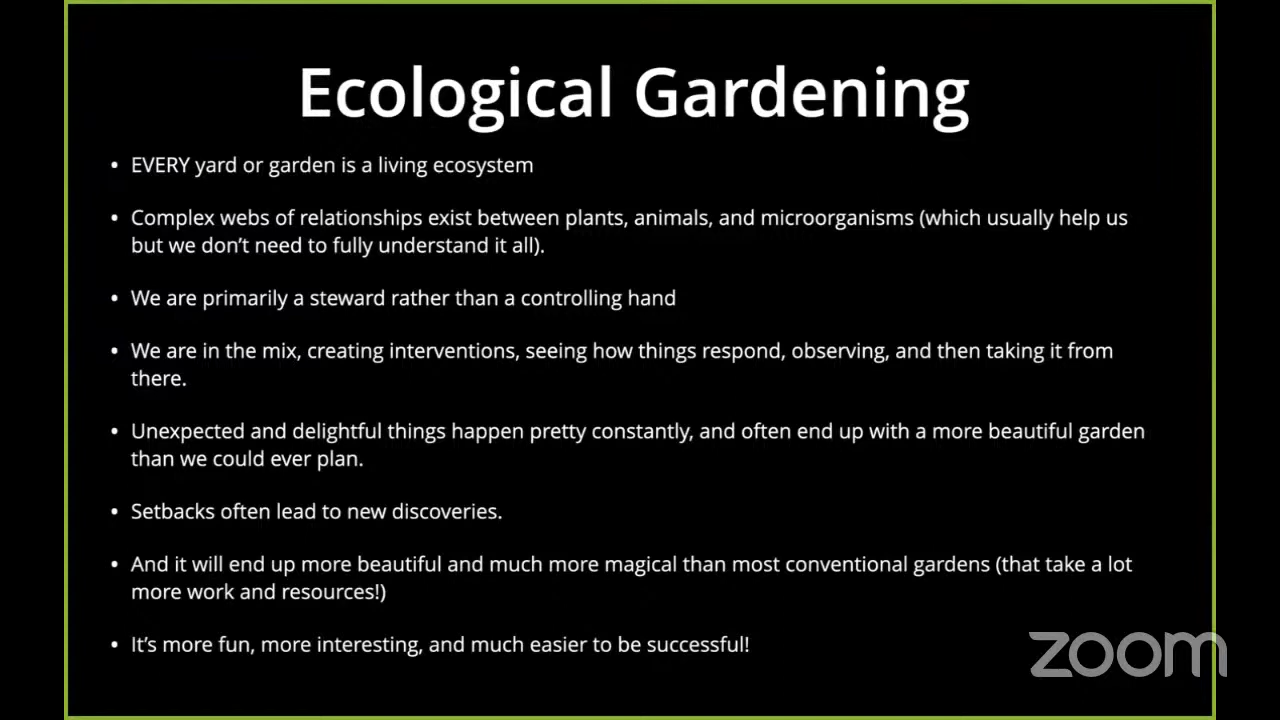 Ecological Gardening
• EVERY yard or garden is a living ecosystem
• Complex webs of relationships exist between plants, animals, and microorganisms (which usually help us
but we don’t need to fully understand it all).
• We are primarily a steward rather than a controlling hand
• We are in the mix, creating interventions, seeing how things respond, observing, and then taking it from
there.
• Unexpected and delightful things happen pretty constantly, and often end up with a more beautiful garden
than we could ever plan.
• Setbacks often lead to new discoveries.
• And it will end up more beautiful and much more magical than most conventional gardens (that take a lot
more work and resources!)
• It’s more fun, more interesting, and much easier to be successful!
zoom